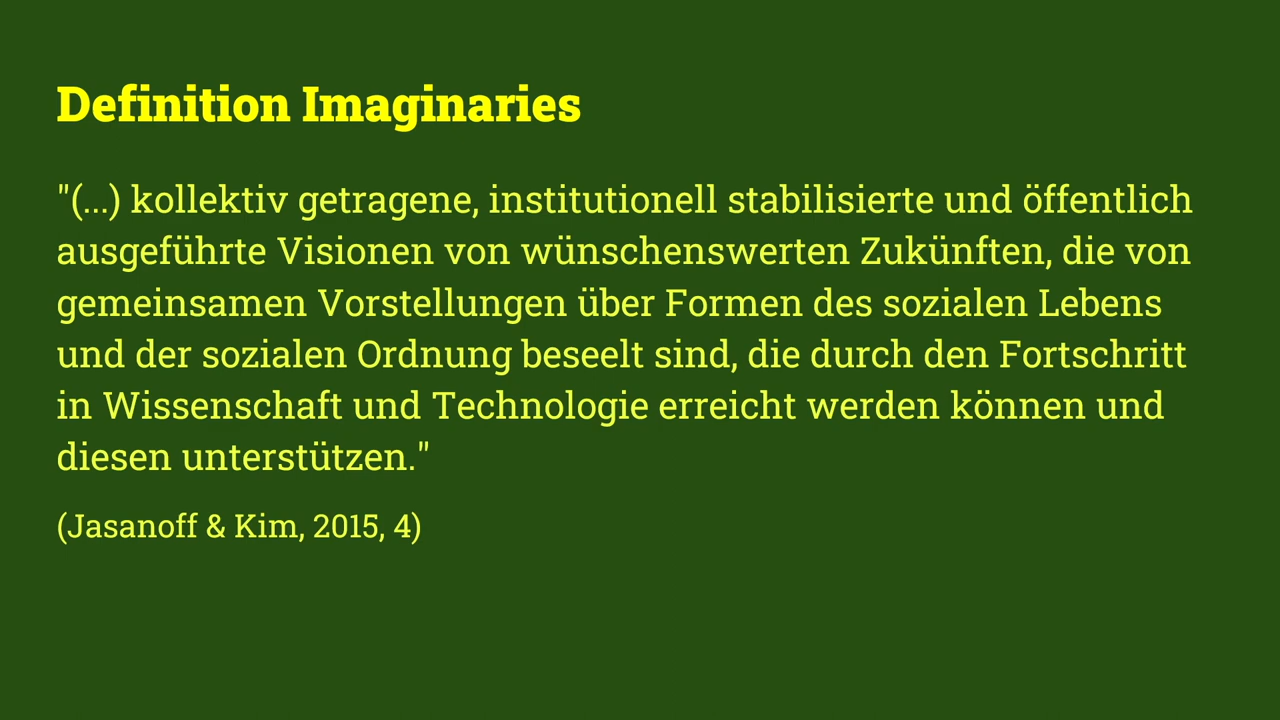 Definition Imaginaries
"(...) kollektiv getragene, institutionell stabilisierte und öffentlich
ausgeführte Visionen von wünschenswerten Zukünften, die von
gemeinsamen Vorstellungen über Formen des sozialen Lebens
und der sozialen Ordnung beseelt sind, die durch den Fortschritt
in Wissenschaft und Technologie erreicht werden können und
diesen unterstützen."
(Jasanoff & Kim, 2015, 4)